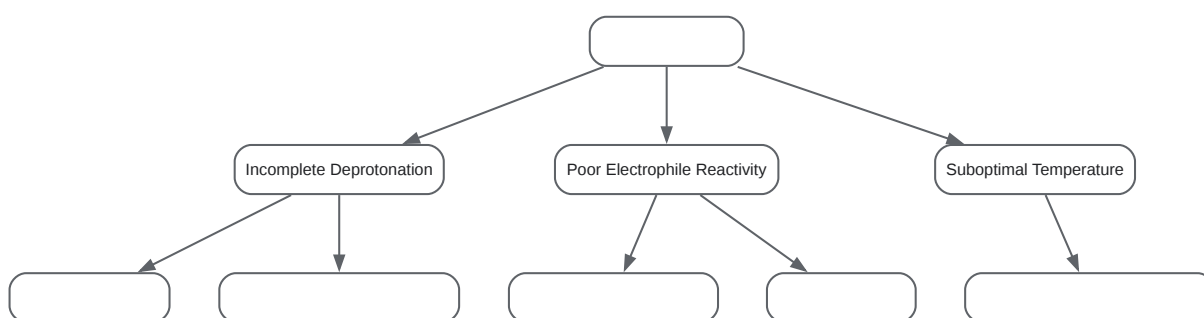 Incomplete Deprotonation
Poor Electrophile Reactivity
Suboptimal Temperature